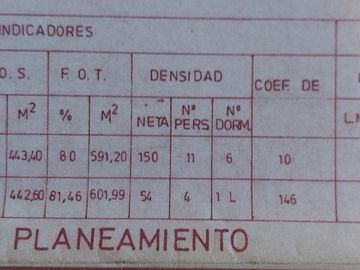 INDICADORES
O. S. F. O. T. DENSIDAD COEF. DE
M² % M² NETA Nº PERS Nº DORM. L.M
443,40 80 591,20 150 11 6 10
442,60 81,46 601,99 54 4 1 L 146
PLANEAMIENTO